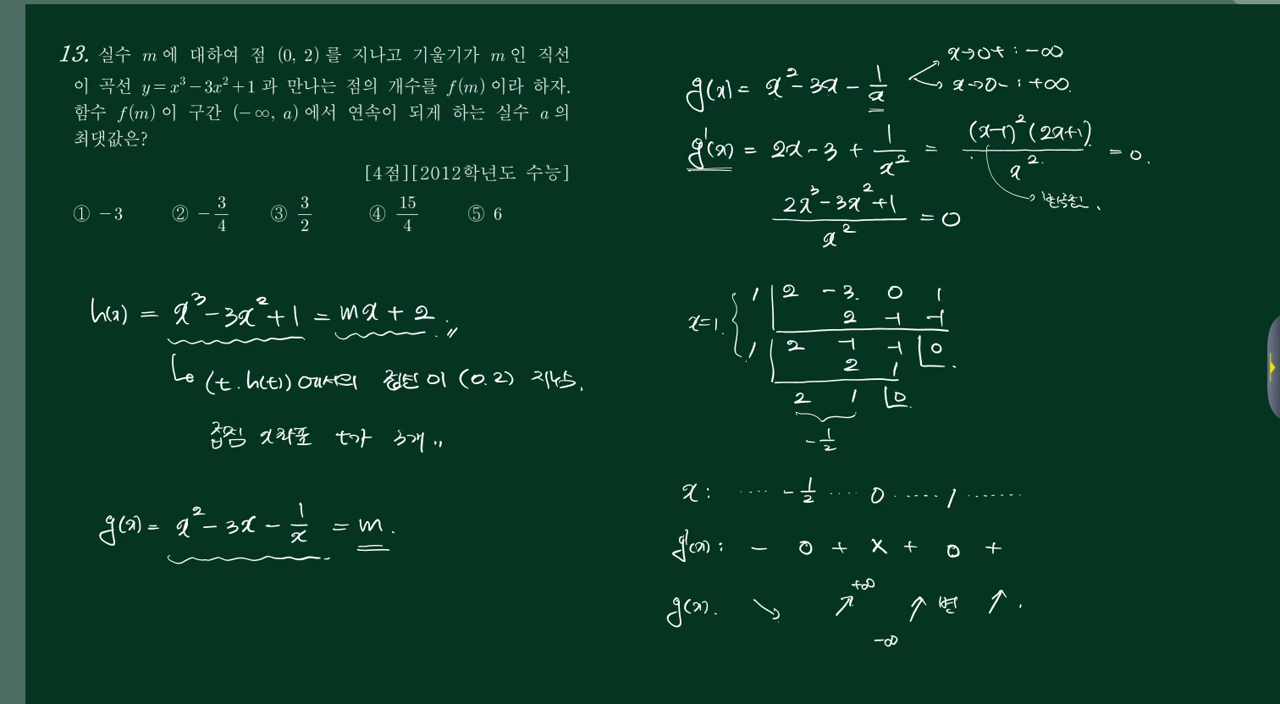 13. 실수 m에 대하여 점 (0, 2)를 지나고 기울기가 m인 직선
이 곡선 y=x³−3x²+1과 만나는 점의 개수를 f(m)이라 하자.
함수 f(m)이 구간 (−∞, a)에서 연속이 되게 하는 실수 a의
최댓값은?
[4점][2012학년도 수능]
① −3 ② −3/4 ③ 3/2 ④ 15/4 ⑤ 6
h(x) = x³−3x²+1 = mx+2.
(t, h(t))에서의 접선이 (0.2) 지남.
접점 x좌표 t가 3개
g(x) = x²−3x−1/x = m.
g(x) = x²−3x−1/x
x→0+ : −∞
x→0− : +∞.
g'(x) = 2x−3+1/x² = (x−1)²(2x+1)/x² = 0.
(2x³−3x²+1)/x² = 0
x=1.
1 2 −3 0 1
2 −1 −1
1 2 −1 −1 0
2 1
2 1 0
−1/2
x : ···· −1/2 ···· 0 ····· 1 ······
g'(x) : − 0 + × + 0 +
g(x). ↘ ↗ +∞ −∞ ↗ 변 ↗ .